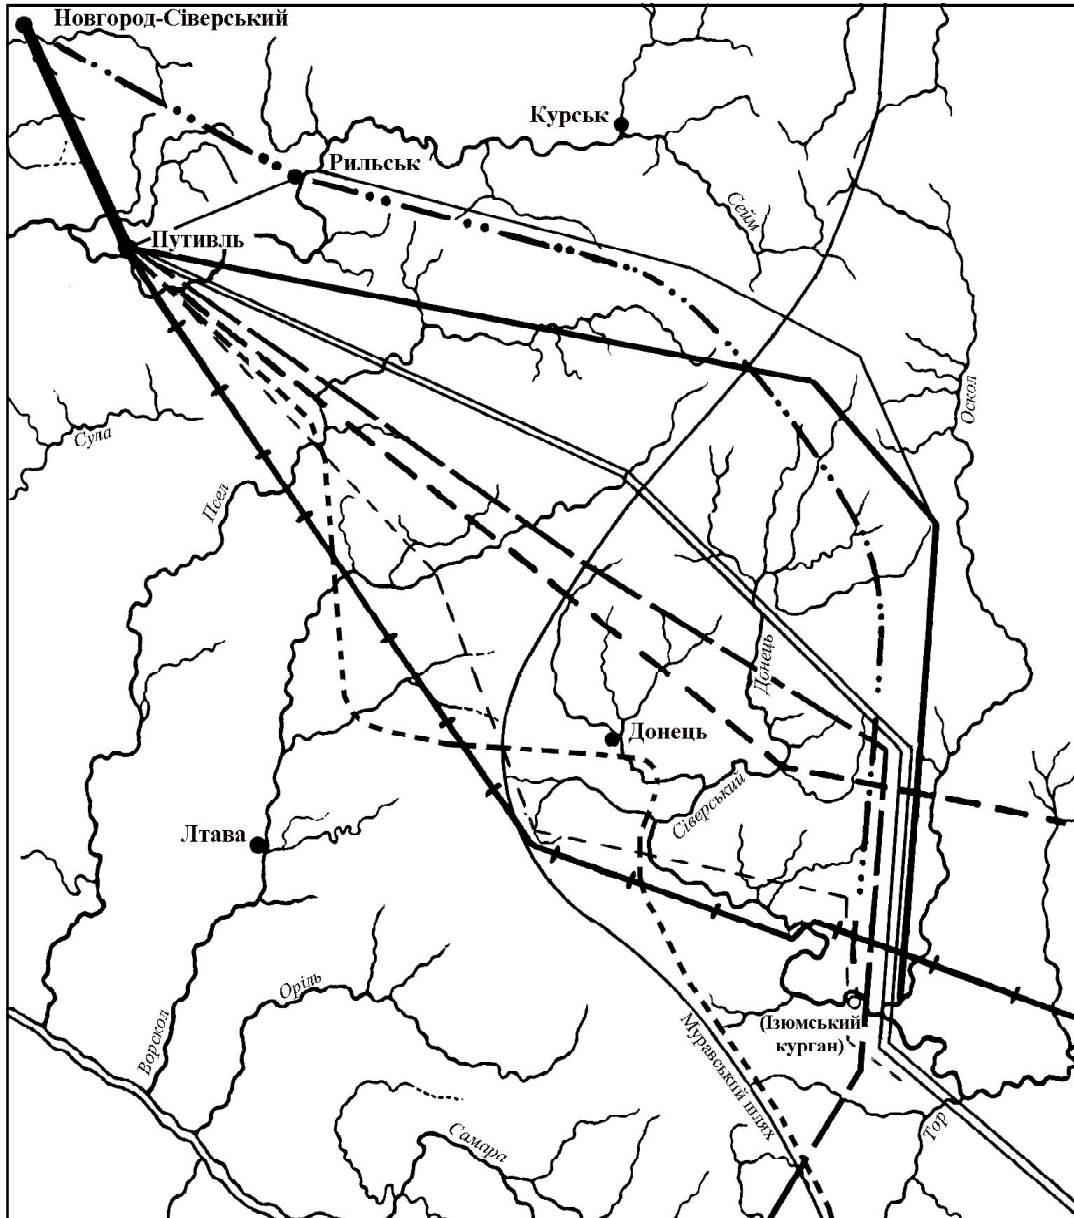 Новгород-Сіверський
Курськ
Рильськ
Сейм
Путивль
Оскол
Сула
Псел
Донець
Донець
Сіверський
Лтава
Оріль
(Ізюмський
курган)
Ворскол
Муравський шлях
Тор
Самара